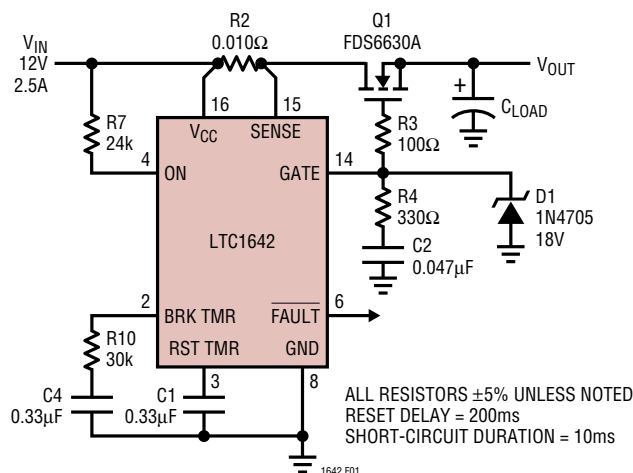 V_IN
12V
2.5A
R2
0.010Ω
Q1
FDS6630A
V_OUT
+
C_LOAD
R7
24k
16
15
V_CC
SENSE
R3
100Ω
4
ON
GATE
14
R4
330Ω
D1
1N4705
18V
LTC1642
C2
0.047µF
2
BRK TMR
FAULT
6
R10
30k
RST TMR
GND
C4
0.33µF
C1
0.33µF
3
8
ALL RESISTORS ±5% UNLESS NOTED
RESET DELAY = 200ms
SHORT-CIRCUIT DURATION = 10ms
1642 F01